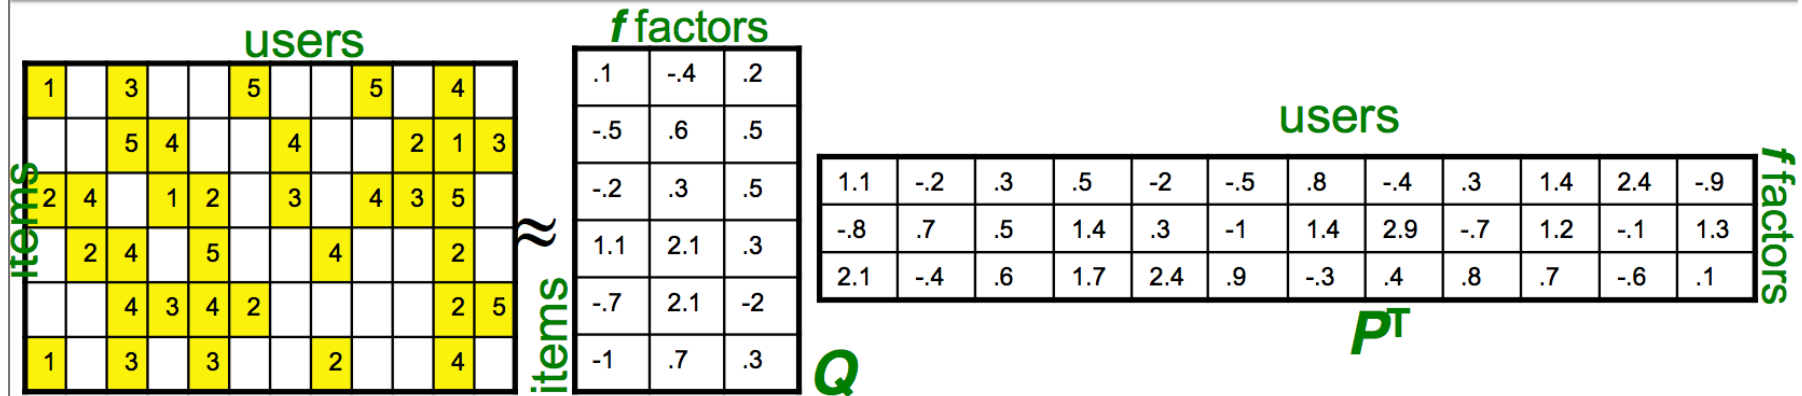 users
1 3 5 5 4
5 4 4 2 1 3
2 4 1 2 3 4 3 5
2 4 5 4 2
4 3 4 2 2 5
1 3 3 2 4
items
≈
f factors
.1 -.4 .2
-.5 .6 .5
-.2 .3 .5
1.1 2.1 .3
-.7 2.1 -2
-1 .7 .3
items
Q
users
1.1 -.2 .3 .5 -2 -.5 .8 -.4 .3 1.4 2.4 -.9
-.8 .7 .5 1.4 .3 -1 1.4 2.9 -.7 1.2 -.1 1.3
2.1 -.4 .6 1.7 2.4 .9 -.3 .4 .8 .7 -.6 .1
f factors
PT